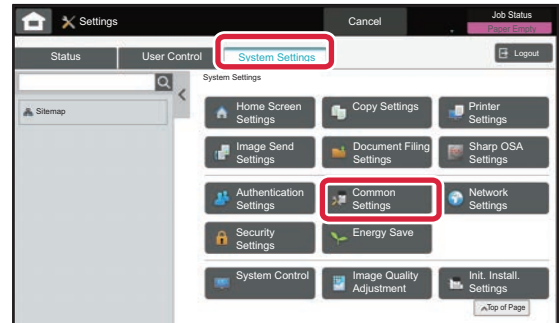 Settings
Cancel
Job Status
Paper Empty
Status
User Control
System Settings
Logout
System Settings
Sitemap
Home Screen
Settings
Copy Settings
Printer
Settings
Image Send
Settings
Document Filing
Settings
Sharp OSA
Settings
Authentication
Settings
Common
Settings
Network
Settings
Security
Settings
Energy Save
System Control
Image Quality
Adjustment
Init. Install.
Settings
Top of Page